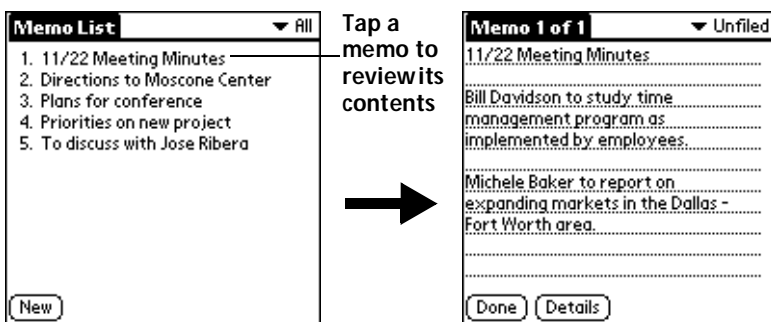 Memo List
All
1. 11/22 Meeting Minutes
2. Directions to Moscone Center
3. Plans for conference
4. Priorities on new project
5. To discuss with Jose Ribera
New
Tap a
memo to
review its
contents
Memo 1 of 1
Unfiled
11/22 Meeting Minutes
Bill Davidson to study time
management program as
implemented by employees.
Michele Baker to report on
expanding markets in the Dallas -
Fort Worth area.
Done Details